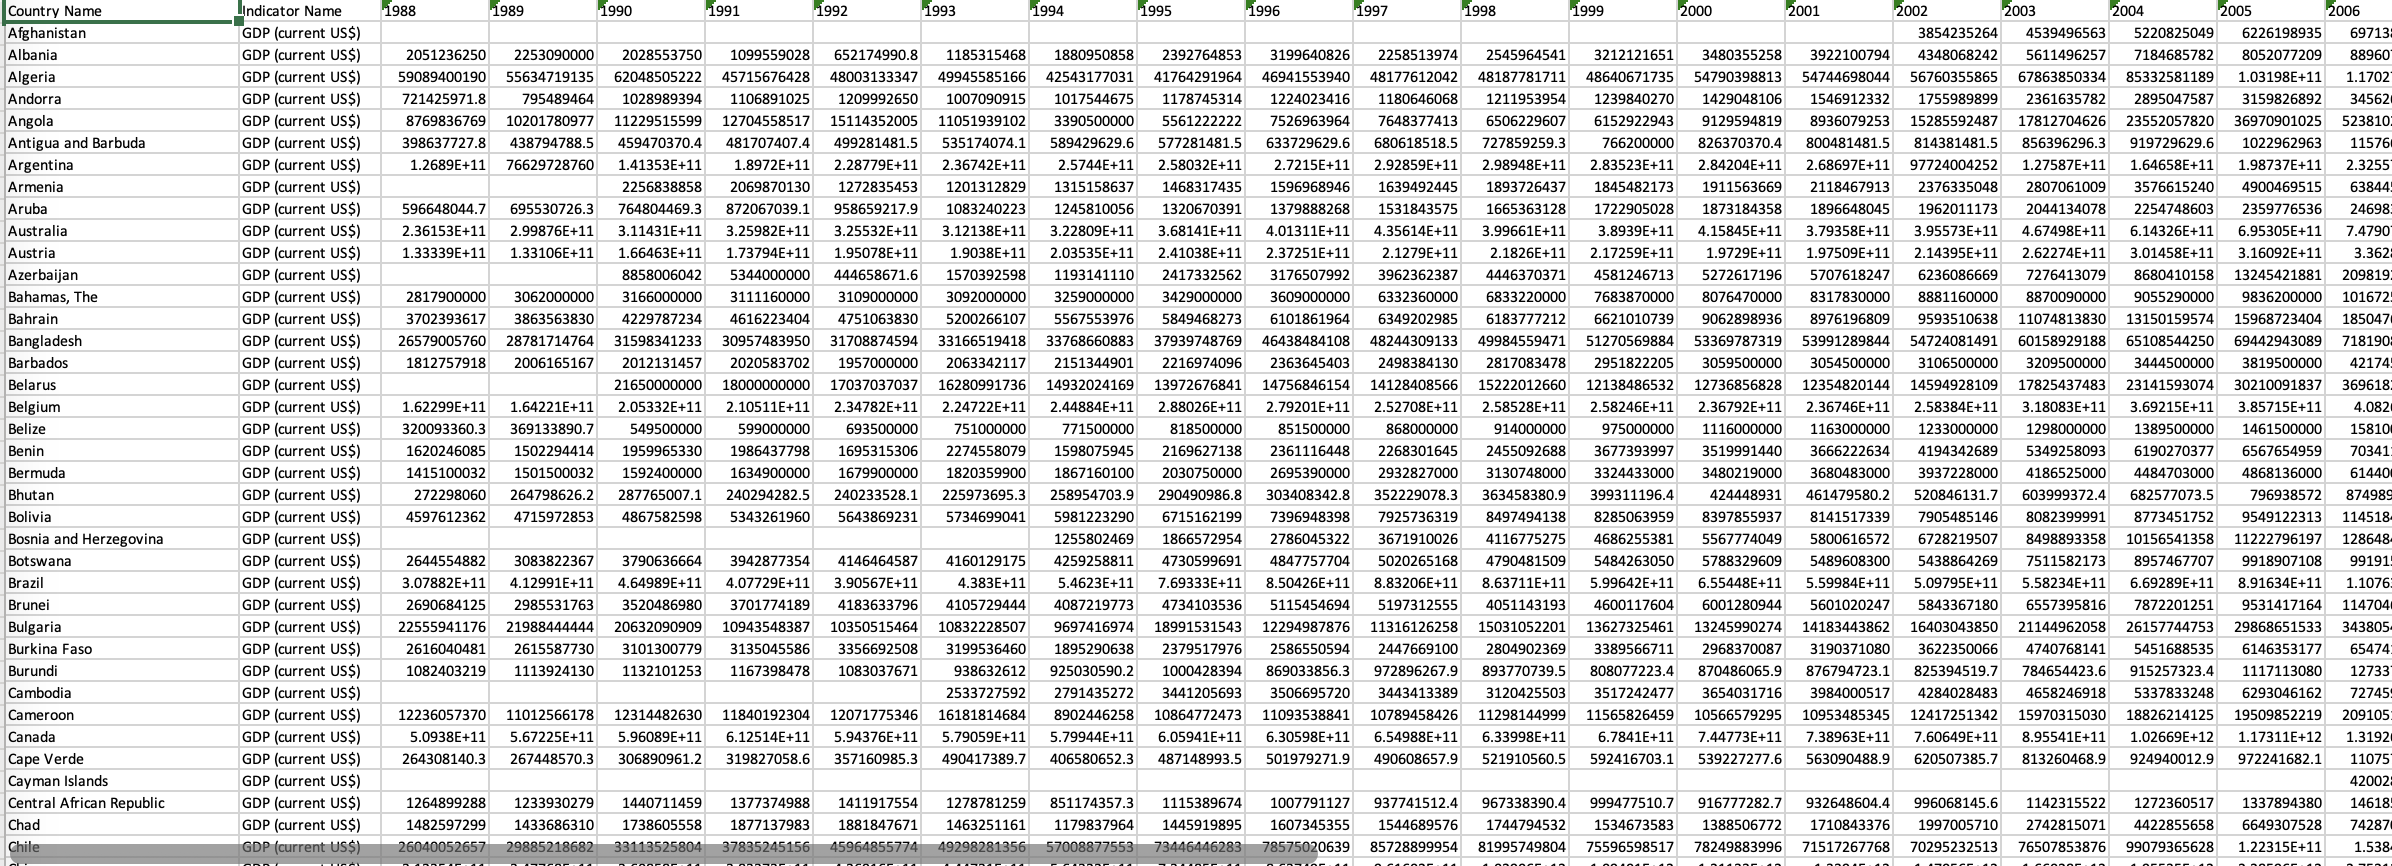 Country Name Indicator Name 1988 1989 1990 1991 1992 1993 1994 1995 1996 1997 1998 1999 2000 2001 2002 2003 2004 2005 2006
Afghanistan GDP (current US$) 3854235264 4539496563 5220825049 6226198935 69713
Albania GDP (current US$) 2051236250 2253090000 2028553750 1099559028 652174990.8 1185315468 1880950858 2392764853 3199640826 2258513974 2545964541 3212121651 3480355258 3922100794 4348068242 5611496257 7184685782 8052077209 88960
Algeria GDP (current US$) 59089400190 55634719135 62048505222 45715676428 48003133347 49945585166 42543177031 41764291964 46941553940 48177612042 48187781711 48640671735 54790398813 54744698044 56760355865 67863850334 85332581189 1.03198E+11 1.1702
Andorra GDP (current US$) 721425971.8 795489464 1028989394 1106891025 1209992650 1007090915 1017544675 1178745314 1224023416 1180646068 1211953954 1239840270 1429048106 1546912332 1755989899 2361635782 2895047587 3159826892 34562
Angola GDP (current US$) 8769836769 10201780977 11229515599 12704558517 15114352005 11051939102 3390500000 5561222222 7526963964 7648377413 6506229607 6152922943 9129594819 8936079253 15285592487 17812704626 23552057820 36970901025 523810
Antigua and Barbuda GDP (current US$) 398637727.8 438794788.5 459470370.4 481707407.4 499281481.5 535174074.1 589429629.6 577281481.5 633729629.6 680618518.5 727859259.3 766200000 826370370.4 800481481.5 814381481.5 856396296.3 919729629.6 1022962963 11576
Argentina GDP (current US$) 1.2689E+11 76629728760 1.41353E+11 1.8972E+11 2.28779E+11 2.36742E+11 2.5744E+11 2.58032E+11 2.7215E+11 2.92859E+11 2.98948E+11 2.83523E+11 2.84204E+11 2.68697E+11 97724004252 1.27587E+11 1.64658E+11 1.98737E+11 2.3255
Armenia GDP (current US$) 2256838858 2069870130 1272835453 1201312829 1315158637 1468317435 1596968946 1639492445 1893726437 1845482173 1911563669 2118467913 2376335048 2807061009 3576615240 4900469515 63844
Aruba GDP (current US$) 596648044.7 695530726.3 764804469.3 872067039.1 958659217.9 1083240223 1245810056 1320670391 1379888268 1531843575 1665363128 1722905028 1873184358 1896648045 1962011173 2044134078 2254748603 2359776536 24698
Australia GDP (current US$) 2.36153E+11 2.99876E+11 3.11431E+11 3.25982E+11 3.25532E+11 3.12138E+11 3.22809E+11 3.68141E+11 4.01311E+11 4.35614E+11 3.99661E+11 3.8939E+11 4.15845E+11 3.79358E+11 3.95573E+11 4.67498E+11 6.14326E+11 6.95305E+11 7.4790
Austria GDP (current US$) 1.33339E+11 1.33106E+11 1.66463E+11 1.73794E+11 1.95078E+11 1.9038E+11 2.03535E+11 2.41038E+11 2.37251E+11 2.1279E+11 2.1826E+11 2.17259E+11 1.9729E+11 1.97509E+11 2.14395E+11 2.62274E+11 3.01458E+11 3.16092E+11 3.362
Azerbaijan GDP (current US$) 8858006042 5344000000 444658671.6 1570392598 1193141110 2417332562 3176507992 3962362387 4446370371 4581246713 5272617196 5707618247 6236086669 7276413079 8680410158 13245421881 209819
Bahamas, The GDP (current US$) 2817900000 3062000000 3166000000 3111160000 3109000000 3092000000 3259000000 3429000000 3609000000 6332360000 6833220000 7683870000 8076470000 8317830000 8881160000 8870090000 9055290000 9836200000 101672
Bahrain GDP (current US$) 3702393617 3863563830 4229787234 4616223404 4751063830 5200266107 5567553976 5849468273 6101861964 6349202985 6183777212 6621010739 9062898936 8976196809 9593510638 11074813830 13150159574 15968723404 185047
Bangladesh GDP (current US$) 26579005760 28781714764 31598341233 30957483950 31708874594 33166519418 33768660883 37939748769 46438484108 48244309133 49984559471 51270569884 53369787319 53991289844 54724081491 60158929188 65108544250 69442943089 718190
Barbados GDP (current US$) 1812757918 2006165167 2012131457 2020583702 1957000000 2063342117 2151344901 2216974096 2363645403 2498384130 2817083478 2951822205 3059500000 3054500000 3106500000 3209500000 3444500000 3819500000 42174
Belarus GDP (current US$) 21650000000 18000000000 17037037037 16280991736 14932024169 13972676841 14756846154 14128408566 15222012660 12138486532 12736856828 12354820144 14594928109 17825437483 23141593074 30210091837 369618
Belgium GDP (current US$) 1.62299E+11 1.64221E+11 2.05332E+11 2.10511E+11 2.34782E+11 2.24722E+11 2.44884E+11 2.88026E+11 2.79201E+11 2.52708E+11 2.58528E+11 2.58246E+11 2.36792E+11 2.36746E+11 2.58384E+11 3.18083E+11 3.69215E+11 3.85715E+11 4.082
Belize GDP (current US$) 320093360.3 369133890.7 549500000 599000000 693500000 751000000 771500000 818500000 851500000 868000000 914000000 975000000 1116000000 1163000000 1233000000 1298000000 1389500000 1461500000 15810
Benin GDP (current US$) 1620246085 1502294414 1959965330 1986437798 1695315306 2274558079 1598075945 2169627138 2361116448 2268301645 2455092688 3677393997 3519991440 3666222634 4194342689 5349258093 6190270377 6567654959 70341
Bermuda GDP (current US$) 1415100032 1501500032 1592400000 1634900000 1679900000 1820359900 1867160100 2030750000 2695390000 2932827000 3130748000 3324433000 3480219000 3680483000 3937228000 4186525000 4484703000 4868136000 61440
Bhutan GDP (current US$) 272298060 264798626.2 287765007.1 240294282.5 240233528.1 225973695.3 258954703.9 290490986.8 303408342.8 352229078.3 363458380.9 399311196.4 424448931 461479580.2 520846131.7 603999372.4 682577073.5 796938572 874989
Bolivia GDP (current US$) 4597612362 4715972853 4867582598 5343261960 5643869231 5734699041 5981223290 6715162199 7396948398 7925736319 8497494138 8285063959 8397855937 8141517339 7905485146 8082399991 8773451752 9549122313 114518
Bosnia and Herzegovina GDP (current US$) 1255802469 1866572954 2786045322 3671910026 4116775275 4686255381 5567774049 5800616572 6728219507 8498893358 10156541358 11222796197 128648
Botswana GDP (current US$) 2644554882 3083822367 3790636664 3942877354 4146464587 4160129175 4259258811 4730599691 4847757704 5020265168 4790481509 5484263050 5788329609 5489608300 5438864269 7511582173 8957467707 9918907108 99191
Brazil GDP (current US$) 3.07882E+11 4.12991E+11 4.64989E+11 4.07729E+11 3.90567E+11 4.383E+11 5.4623E+11 7.69333E+11 8.50426E+11 8.83206E+11 8.63711E+11 5.99642E+11 6.55448E+11 5.59984E+11 5.09795E+11 5.58234E+11 6.69289E+11 8.91634E+11 1.1076
Brunei GDP (current US$) 2690684125 2985531763 3520486980 3701774189 4183633796 4105729444 4087219773 4734103536 5115454694 5197312555 4051143193 4600117604 6001280944 5601020247 5843367180 6557395816 7872201251 9531417164 114704
Bulgaria GDP (current US$) 22555941176 21988444444 20632090909 10943548387 10350515464 10832228507 9697416974 18991531543 12294987876 11316126258 15031052201 13627325461 13245990274 14183443862 16403043850 21144962058 26157744753 29868651533 343805
Burkina Faso GDP (current US$) 2616040481 2615587730 3101300779 3135045586 3356692508 3199536460 1895290638 2379517976 2586550594 2447669100 2804902369 3389566711 2968370087 3190371080 3622350066 4740768141 5451688535 6146353177 65474
Burundi GDP (current US$) 1082403219 1113924130 1132101253 1167398478 1083037671 938632612 925030590.2 1000428394 869033856.3 972896267.9 893770739.5 808077223.4 870486065.9 876794723.1 825394519.7 784654423.6 915257323.4 1117113080 12733
Cambodia GDP (current US$) 2533727592 2791435272 3441205693 3506695720 3443413389 3120425503 3517242477 3654031716 3984000517 4284028483 4658246918 5337833248 6293046162 72745
Cameroon GDP (current US$) 12236057370 11012566178 12314482630 11840192304 12071775346 16181814684 8902446258 10864772473 11093538841 10789458426 11298144999 11565826459 10566579295 10953485345 12417251342 15970315030 18826214125 19509852219 209105
Canada GDP (current US$) 5.0938E+11 5.67225E+11 5.96089E+11 6.12514E+11 5.94376E+11 5.79059E+11 5.79944E+11 6.05941E+11 6.30598E+11 6.54988E+11 6.33998E+11 6.7841E+11 7.44773E+11 7.38963E+11 7.60649E+11 8.95541E+11 1.02669E+12 1.17311E+12 1.3192
Cape Verde GDP (current US$) 264308140.3 267448570.3 306890961.2 319827058.6 357160985.3 490417389.7 406580652.3 487148993.5 501979271.9 490608657.9 521910560.5 592416703.1 539227277.6 563090488.9 620507385.7 813260468.9 924940012.9 972241682.1 11075
Cayman Islands GDP (current US$) 42002
Central African Republic GDP (current US$) 1264899288 1233930279 1440711459 1377374988 1411917554 1278781259 851174357.3 1115389674 1007791127 937741512.4 967338390.4 999477510.7 916777282.7 932648604.4 996068145.6 1142315522 1272360517 1337894380 14618
Chad GDP (current US$) 1482597299 1433686310 1738605558 1877137983 1881847671 1463251161 1179837964 1445919895 1607345355 1544689576 1744794532 1534673583 1388506772 1710843376 1997005710 2742815071 4422855658 6649307528 74287
Chile GDP (current US$) 26040052657 29885218682 33113525804 37835245156 45964855774 49298281356 57008877553 73446446283 78575020639 85728899954 81995749804 75596598517 78249883996 71517267768 70295232513 76507853876 99079365628 1.22315E+11 1.538